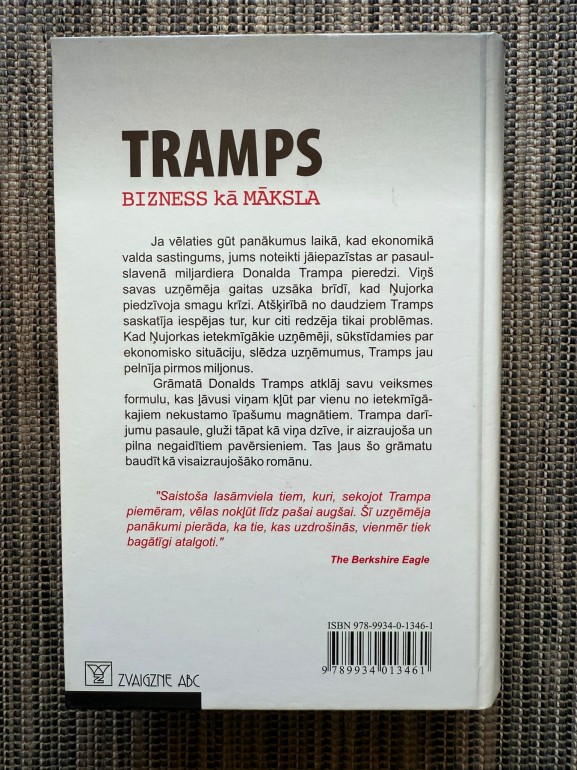 TRAMPS
BIZNESS kā MĀKSLA
Ja vēlaties gūt panākumus laikā, kad ekonomikā
valda sastingums, jums noteikti jāiepazīstas ar pasaul-
slavenā miljardiera Donalda Trampa pieredzi. Viņš
savas uzņēmēja gaitas uzsāka brīdī, kad Ņujorka
piedzīvoja smagu krīzi. Atšķirībā no daudziem Tramps
saskatīja iespējas tur, kur citi redzēja tikai problēmas.
Kad Ņujorkas ietekmīgākie uzņēmēji, sūkstīdamies par
ekonomisko situāciju, slēdza uzņēmumus, Tramps jau
pelnīja pirmos miljonus.
Grāmatā Donalds Tramps atklāj savu veiksmes
formulu, kas ļāvusi viņam kļūt par vienu no ietekmīgā-
kajiem nekustamo īpašumu magnātiem. Trampa darī-
jumu pasaule, gluži tāpat kā viņa dzīve, ir aizraujoša un
pilna negaidītiem pavērsieniem. Tas ļaus šo grāmatu
baudīt kā visaizraujošāko romānu.
"Saistoša lasāmviela tiem, kuri, sekojot Trampa
piemēram, vēlas nokļūt līdz pašai augšai. Šī uzņēmēja
panākumi pierāda, ka tie, kas uzdrošinās, vienmēr tiek
bagātīgi atalgoti."
The Berkshire Eagle
ISBN 978-9934-0-1346-1
9 789934 013461
ZVAIGZNE ABC